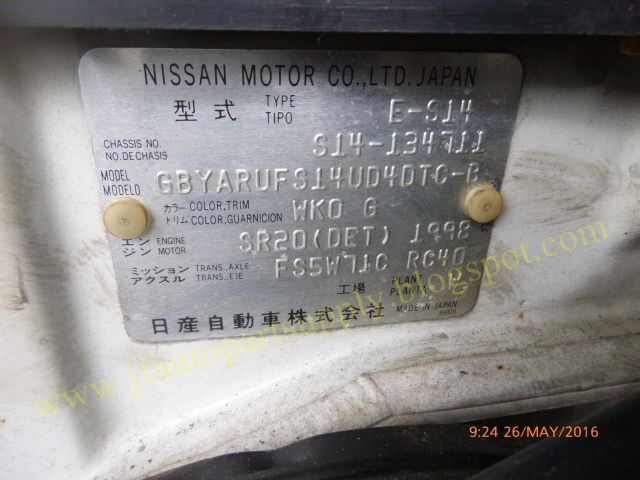 NISSAN MOTOR CO.,LTD.JAPAN
型式 TYPE TIPO E-S14
CHASSIS NO. NO.DE CHASIS S14-134711
MODEL MODELO GBYARUFS14UD4DTC-B
カラー COLOR,TRIM トリム COLOR,GUARNICION WK0 G
エンジン ENGINE MOTOR SR20(DET) 1998 cc
ミッション TRANS.,AXLE アクスル TRANS.,EJE FS5W71C RC40
工場 PLANT PLANTA
日産自動車株式会社 MADE IN JAPAN
www.jfautopartsupply.blogspot.com
9:24 26/MAY/2016